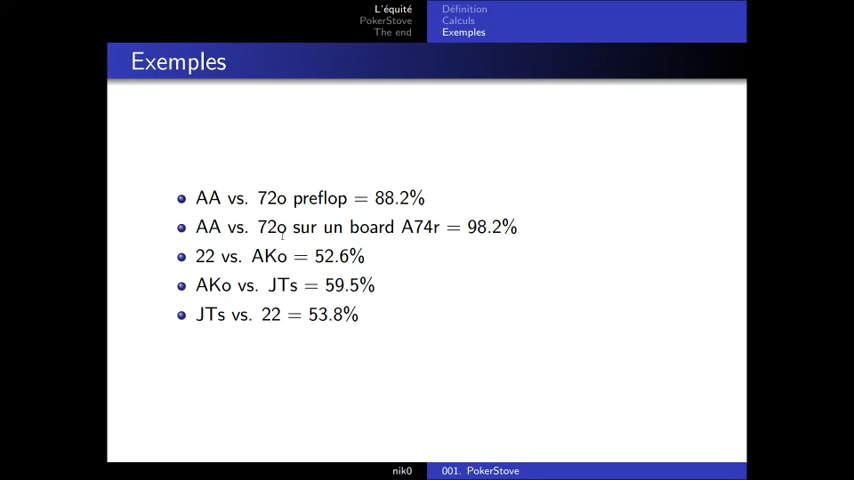 L'équité
PokerStove
The end
Définition
Calculs
Exemples
Exemples
AA vs. 72o preflop = 88.2%
AA vs. 72o sur un board A74r = 98.2%
22 vs. AKo = 52.6%
AKo vs. JTs = 59.5%
JTs vs. 22 = 53.8%
nik0
001. PokerStove